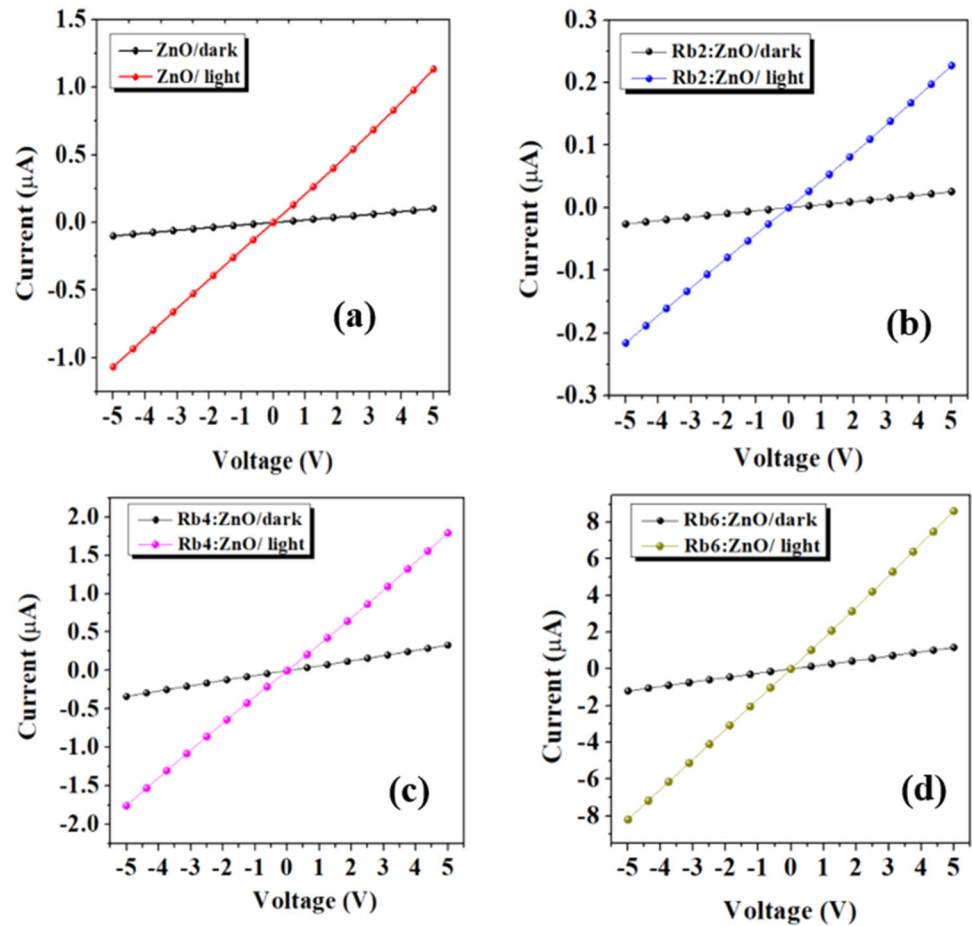 ZnO/dark
ZnO/ light
1.5
1.0
0.5
0.0
-0.5
-1.0
Current (μA)
(a)
-5 -4 -3 -2 -1 0 1 2 3 4 5
Voltage (V)
Rb2:ZnO/dark
Rb2:ZnO/ light
0.3
0.2
0.1
0.0
-0.1
-0.2
-0.3
Current (μA)
(b)
-5 -4 -3 -2 -1 0 1 2 3 4 5
Voltage (V)
Rb4:ZnO/dark
Rb4:ZnO/ light
2.0
1.5
1.0
0.5
0.0
-0.5
-1.0
-1.5
-2.0
Current (μA)
(c)
-5 -4 -3 -2 -1 0 1 2 3 4 5
Voltage (V)
Rb6:ZnO/dark
Rb6:ZnO/ light
8
6
4
2
0
-2
-4
-6
-8
Current (μA)
(d)
-5 -4 -3 -2 -1 0 1 2 3 4 5
Voltage (V)